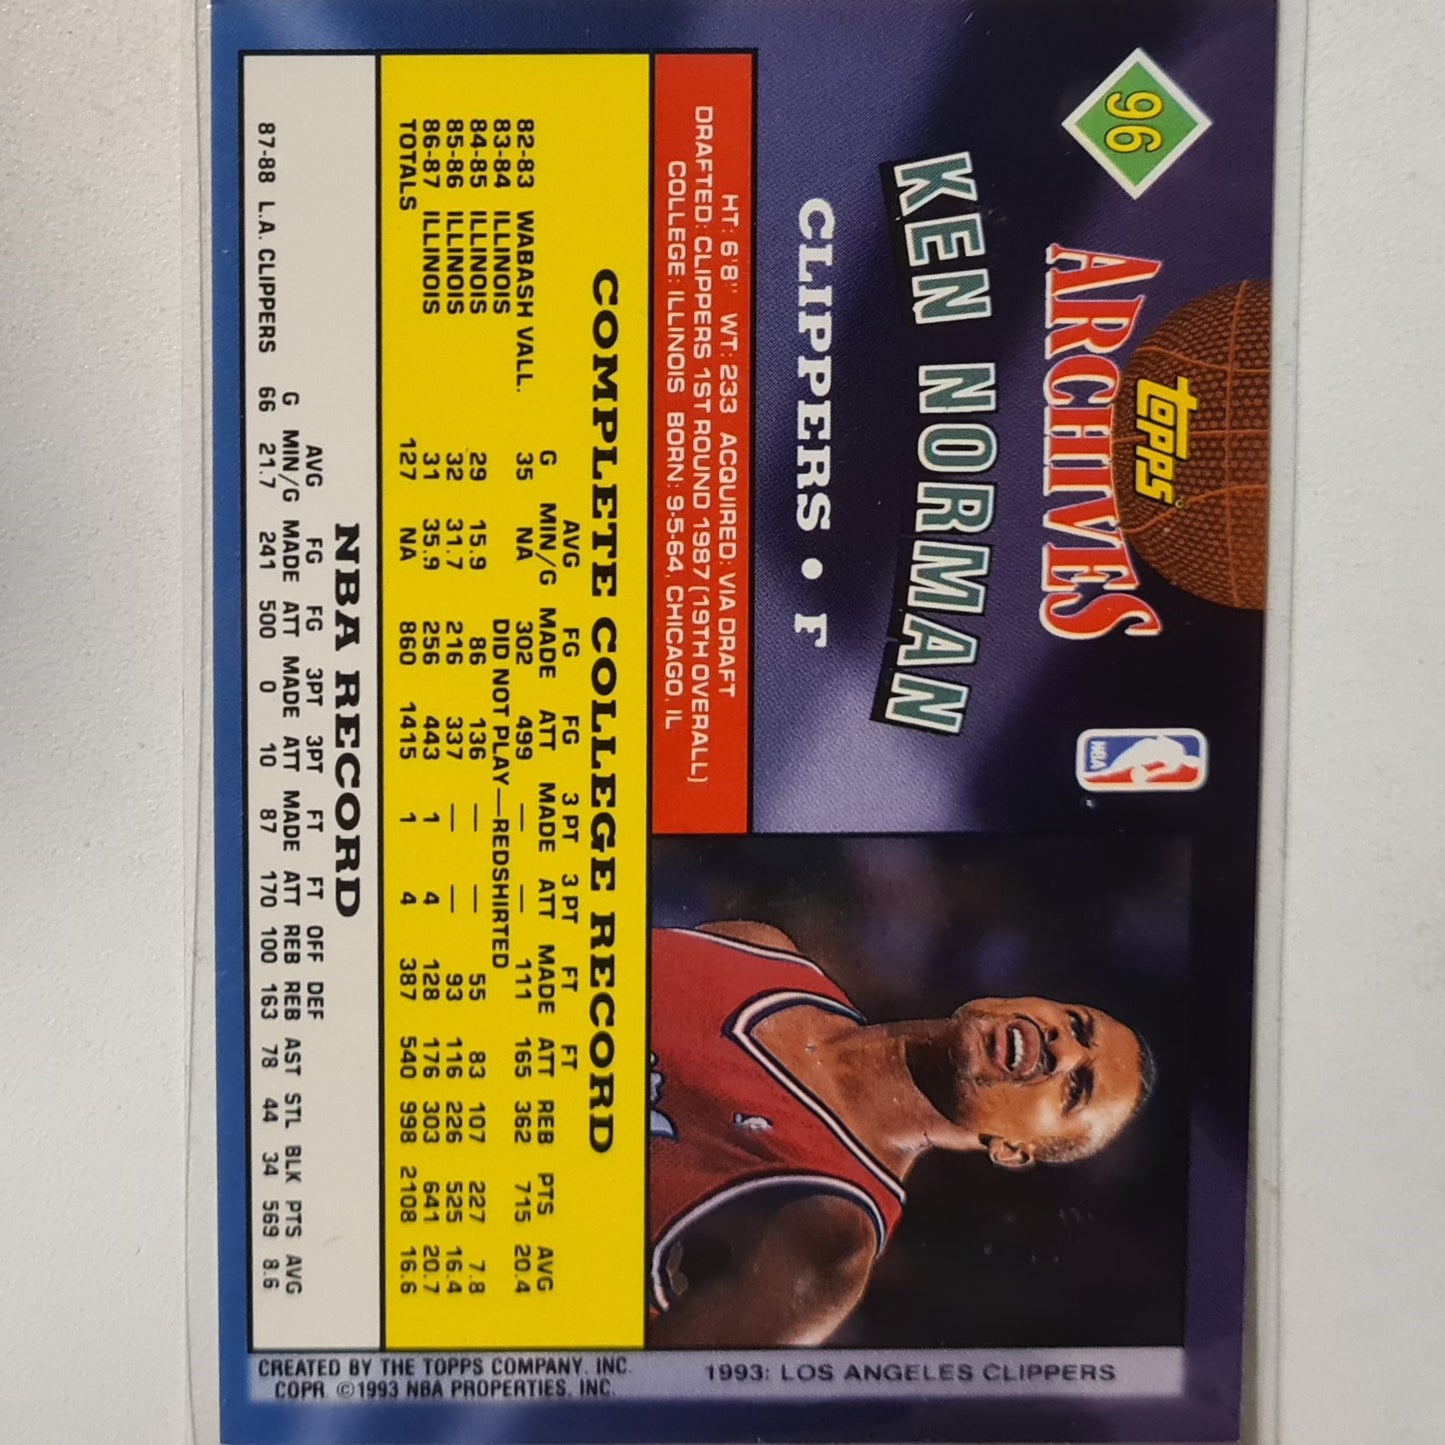 96
topps
ARCHIVES
NBA
KEN NORMAN
CLIPPERS • F
HT: 6'8" WT: 233 ACQUIRED: VIA DRAFT
DRAFTED: CLIPPERS 1ST ROUND 1987 (19TH OVERALL)
COLLEGE: ILLINOIS BORN: 9-5-64, CHICAGO, IL
COMPLETE COLLEGE RECORD
AVG FG FG 3PT 3PT FT FT
G MIN/G MADE ATT MADE ATT MADE ATT REB PTS AVG
82-83 WABASH VALL. 35 NA 302 499 — — 111 165 362 715 20.4
83-84 ILLINOIS DID NOT PLAY—REDSHIRTED
84-85 ILLINOIS 29 15.9 86 136 — — 55 83 107 227 7.8
85-86 ILLINOIS 32 31.7 216 337 — — 93 116 226 525 16.4
86-87 ILLINOIS 31 35.9 256 443 1 4 128 176 303 641 20.7
TOTALS 127 NA 860 1415 1 4 387 540 998 2108 16.6
NBA RECORD
AVG FG FG 3PT 3PT FT FT OFF DEF
G MIN/G MADE ATT MADE ATT MADE ATT REB REB AST STL BLK PTS AVG
87-88 L.A. CLIPPERS 66 21.7 241 500 0 10 87 170 100 163 78 44 34 569 8.6
1993: LOS ANGELES CLIPPERS
CREATED BY THE TOPPS COMPANY, INC.
COPR. ©1993 NBA PROPERTIES, INC.